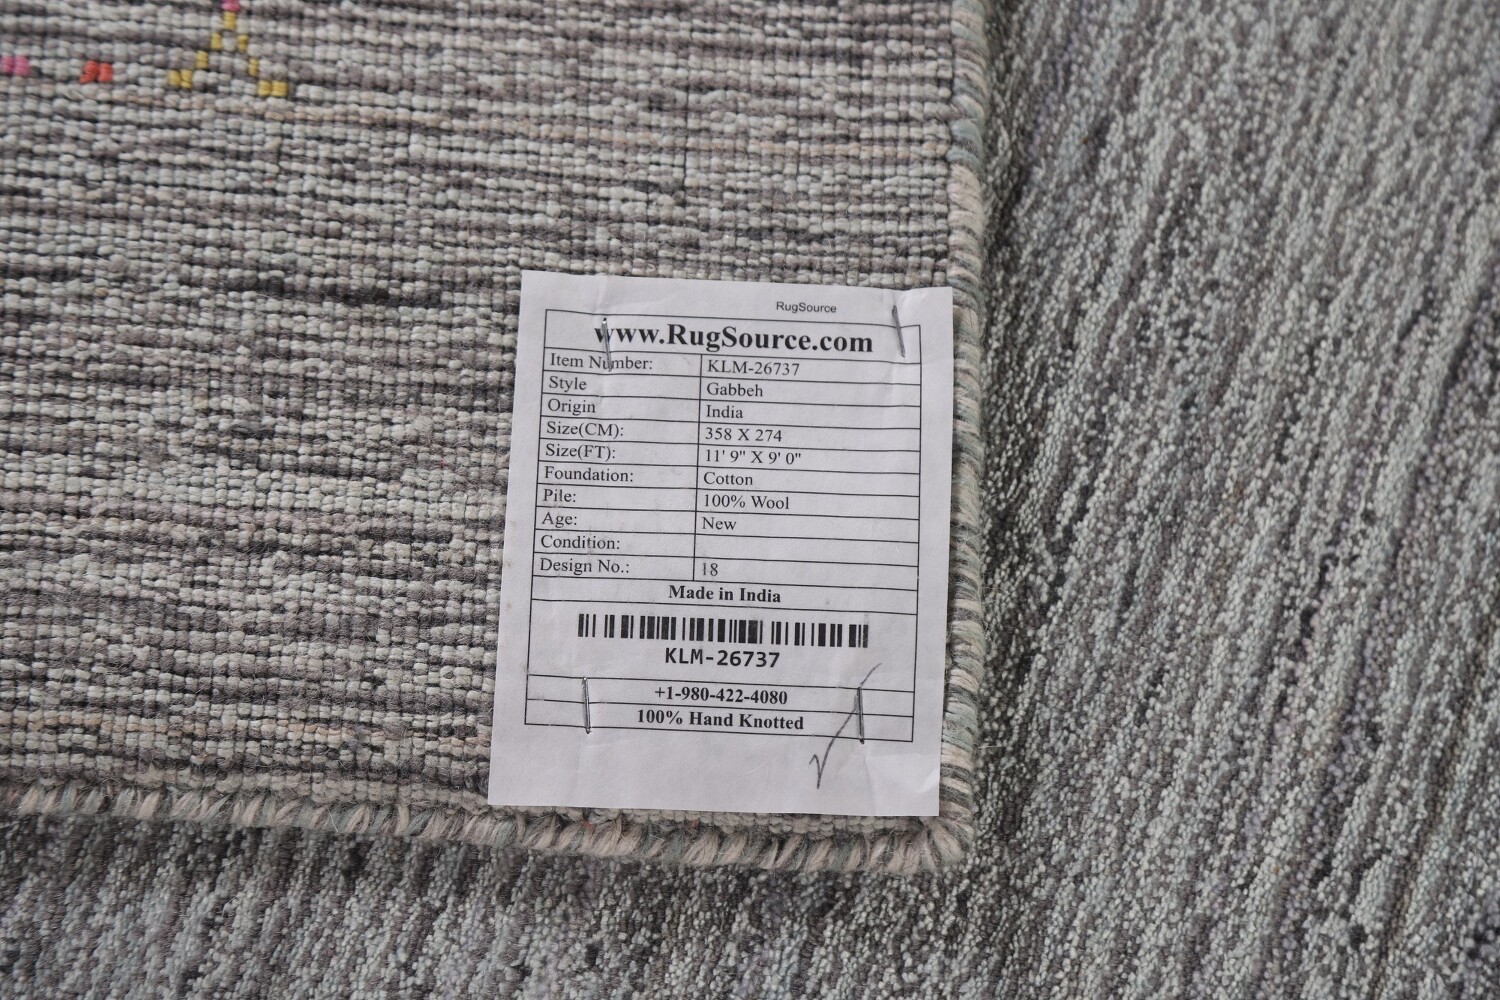 RugSource
www.RugSource.com
Item Number: KLM-26737
Style Gabbeh
Origin India
Size(CM): 358 X 274
Size(FT): 11' 9" X 9' 0"
Foundation: Cotton
Pile: 100% Wool
Age: New
Condition:
Design No.: 18
Made in India
KLM-26737
+1-980-422-4080
100% Hand Knotted